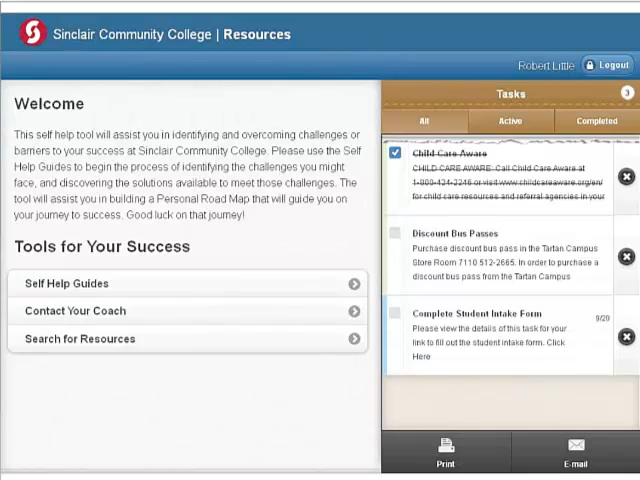 Sinclair Community College | Resources
Robert Little
Logout
Welcome
This self help tool will assist you in identifying and overcoming challenges or
barriers to your success at Sinclair Community College. Please use the Self
Help Guides to begin the process of identifying the challenges you might
face, and discovering the solutions available to meet those challenges. The
tool will assist you in building a Personal Road Map that will guide you on
your journey to success. Good luck on that journey!
Tools for Your Success
Self Help Guides
Contact Your Coach
Search for Resources
Tasks
3
All
Active
Completed
Child Care Aware
CHILD CARE AWARE: Call Child Care Aware at
1-800-424-2246 or visit www.childcareaware.org/en/
for child care resources and referral agencies in your
Discount Bus Passes
Purchase discount bus pass in the Tartan Campus
Store Room 7110 512-2665. In order to purchase a
discount bus pass from the Tartan Campus
Complete Student Intake Form
9/20
Please view the details of this task for your
link to fill out the student intake form. Click
Here
Print
E-mail